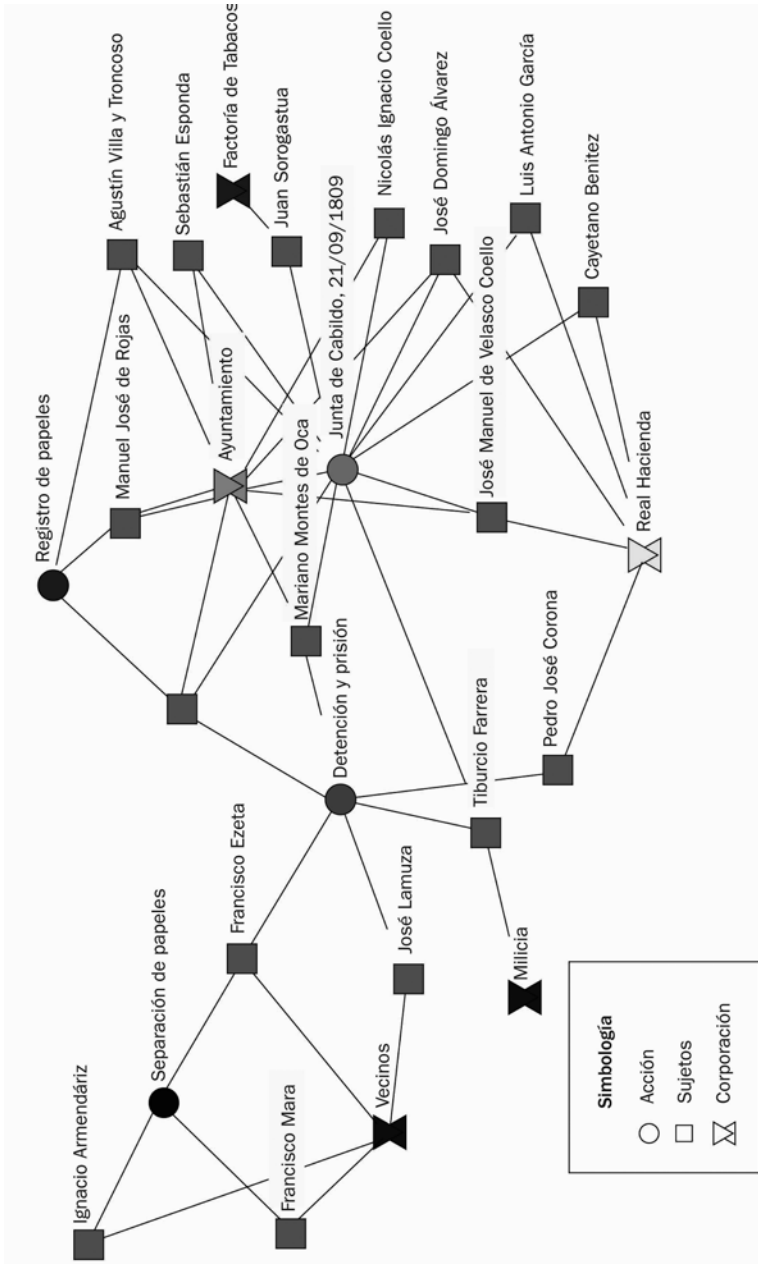 Ignacio Armendáriz
Separación de papeles
Francisco Mara
Vecinos
Francisco Ezeta
José Lamuza
Milicia
Detención y prisión
Tiburcio Farrera
Pedro José Corona
Registro de papeles
Manuel José de Rojas
Ayuntamiento
Mariano Montes de Oca
Junta de Cabildo, 21/09/1809
José Manuel de Velasco Coello
Real Hacienda
Agustín Villa y Troncoso
Sebastián Esponda
Factoría de Tabacos
Juan Sorogastua
Nicolás Ignacio Coello
José Domingo Álvarez
Luis Antonio García
Cayetano Benitez
Simbología
Acción
Sujetos
Corporación